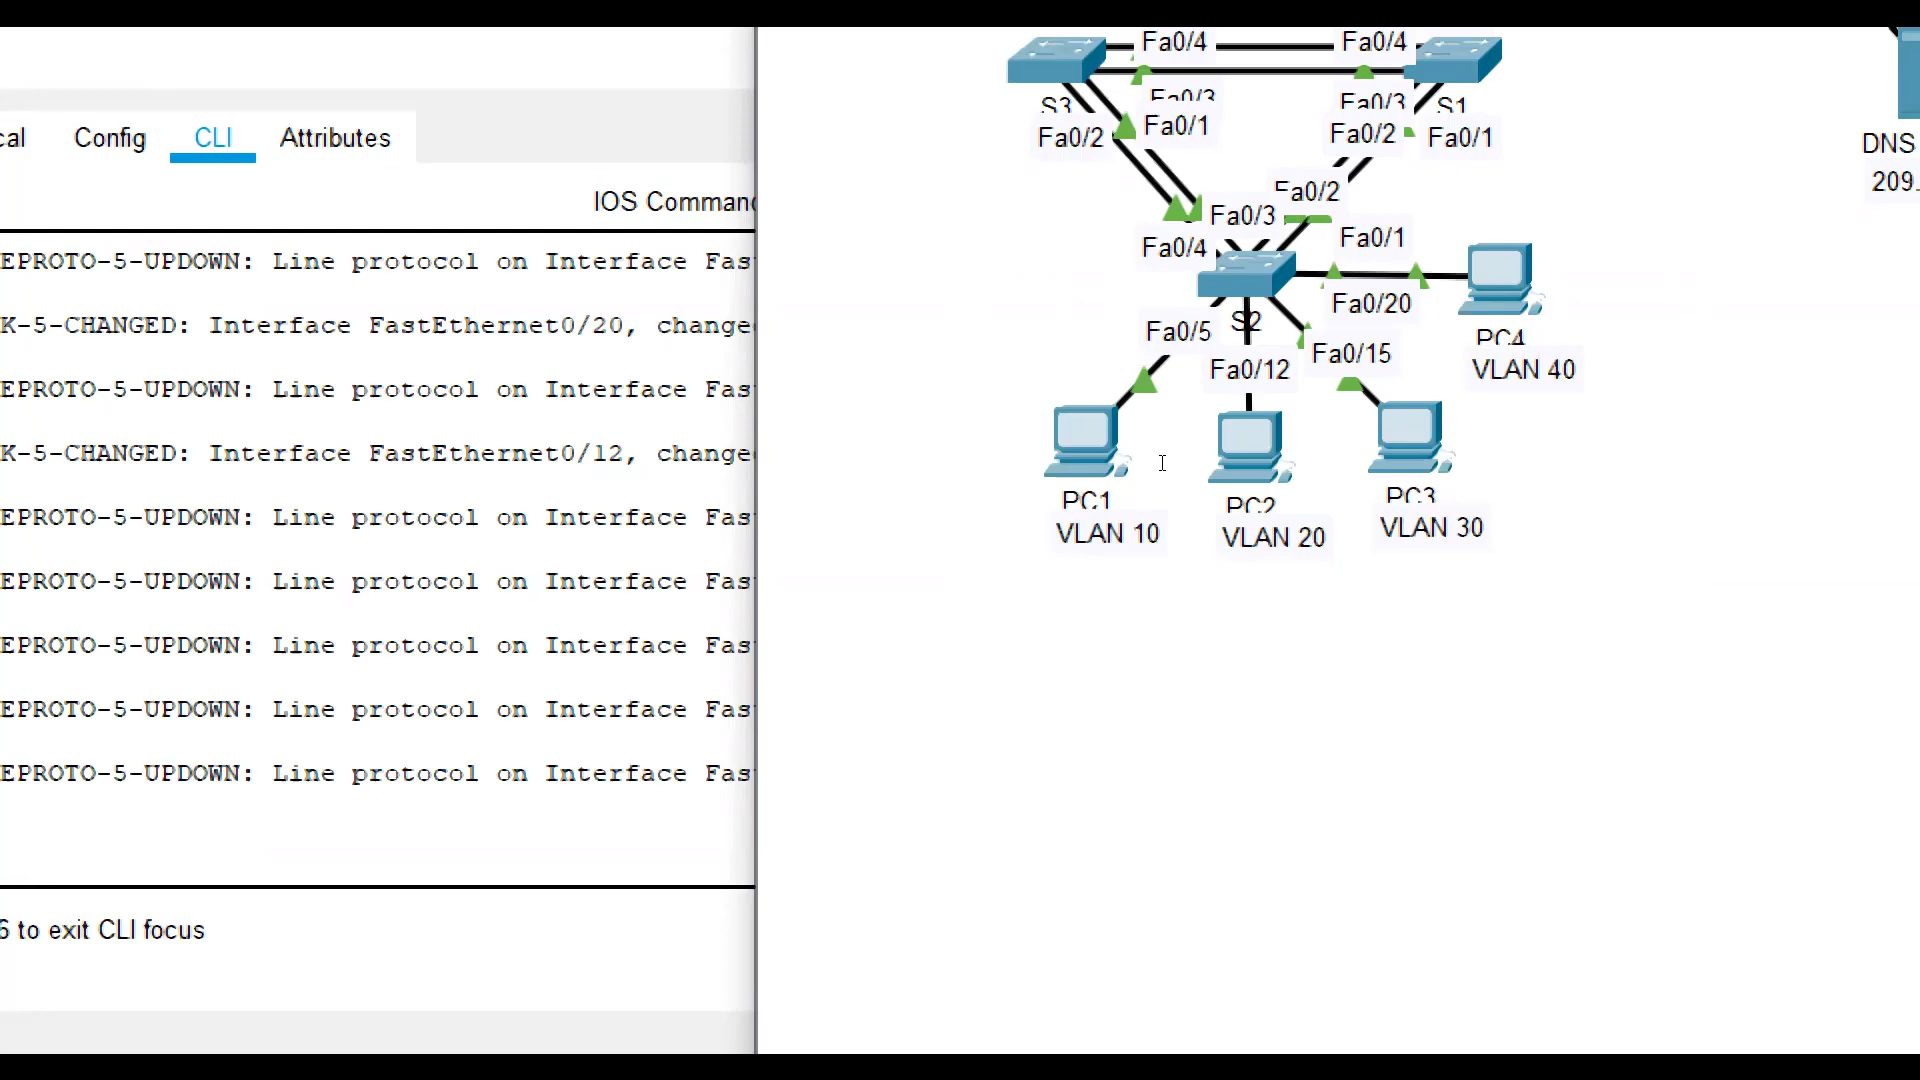 cal Config CLI Attributes
IOS Command
EPROTO-5-UPDOWN: Line protocol on Interface Fas
K-5-CHANGED: Interface FastEthernet0/20, change
EPROTO-5-UPDOWN: Line protocol on Interface Fas
K-5-CHANGED: Interface FastEthernet0/12, change
EPROTO-5-UPDOWN: Line protocol on Interface Fas
EPROTO-5-UPDOWN: Line protocol on Interface Fas
EPROTO-5-UPDOWN: Line protocol on Interface Fas
EPROTO-5-UPDOWN: Line protocol on Interface Fas
EPROTO-5-UPDOWN: Line protocol on Interface Fas
6 to exit CLI focus
Fa0/4
Fa0/4
S3
Fa0/3
Fa0/3
S1
Fa0/2
Fa0/1
Fa0/2
Fa0/1
DNS
209.
Fa0/2
Fa0/3
Fa0/1
Fa0/4
Fa0/20
S2
Fa0/5
PC4
VLAN 40
Fa0/15
Fa0/12
PC1
VLAN 10
PC2
VLAN 20
PC3
VLAN 30